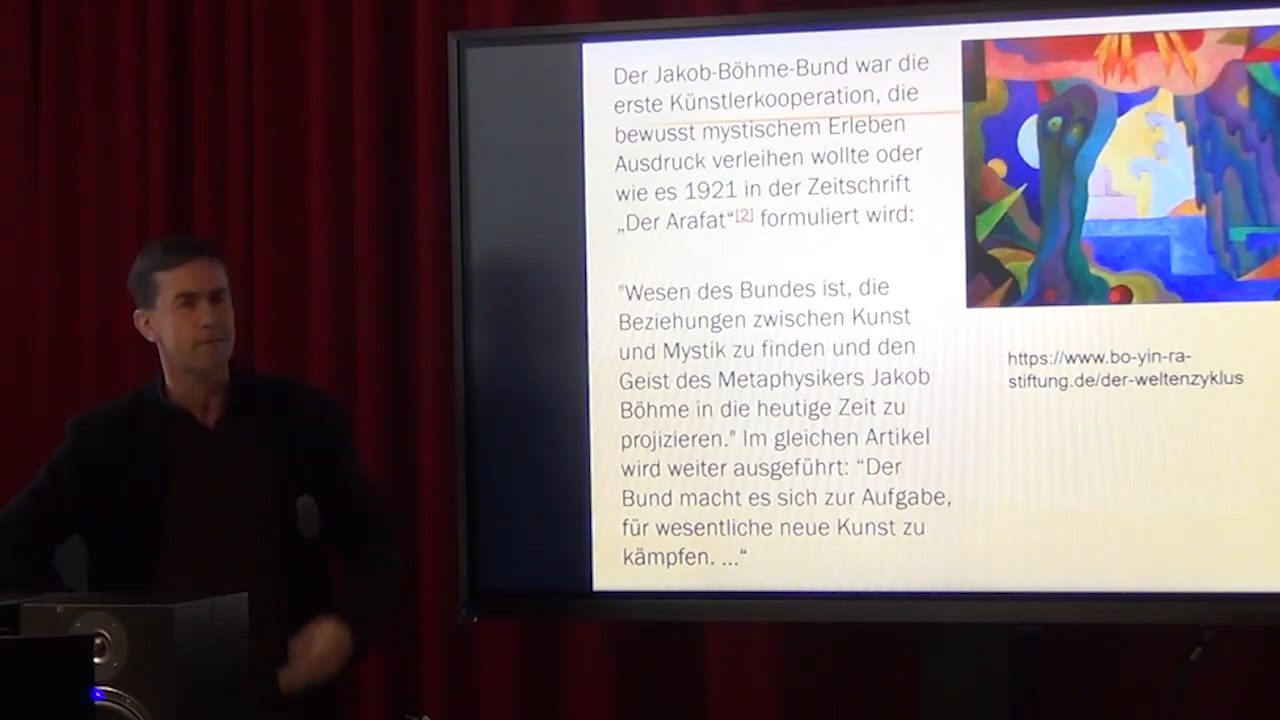 Der Jakob-Böhme-Bund war die
erste Künstlerkooperation, die
bewusst mystischem Erleben
Ausdruck verleihen wollte oder
wie es 1921 in der Zeitschrift
„Der Arafat“[2] formuliert wird:
"Wesen des Bundes ist, die
Beziehungen zwischen Kunst
und Mystik zu finden und den
Geist des Metaphysikers Jakob
Böhme in die heutige Zeit zu
projizieren." Im gleichen Artikel
wird weiter ausgeführt: “Der
Bund macht es sich zur Aufgabe,
für wesentliche neue Kunst zu
kämpfen. ...“
https://www.bo-yin-ra-
stiftung.de/der-weltenzyklus